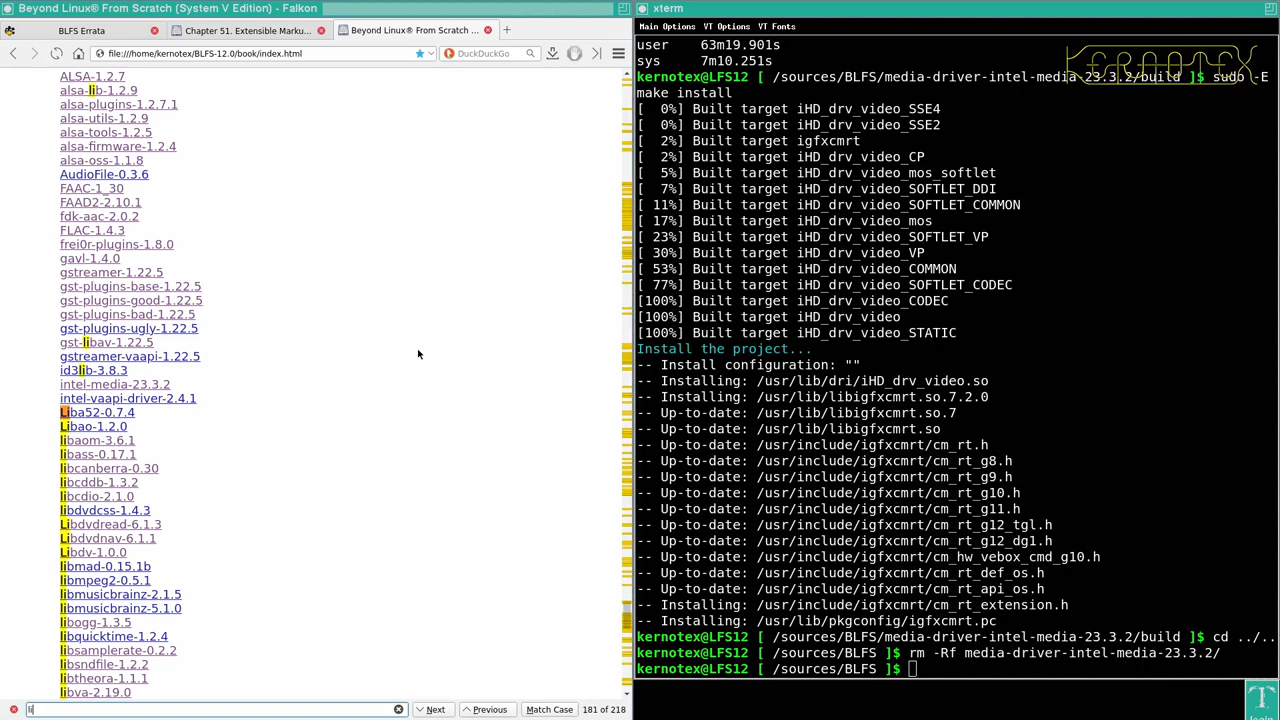 Beyond Linux® From Scratch (System V Edition) - Falkon
BLFS Errata
Chapter 51. Extensible Marku...
Beyond Linux® From Scratch ...
file:///home/kernotex/BLFS-12.0/book/index.html
DuckDuckGo
ALSA-1.2.7
alsa-lib-1.2.9
alsa-plugins-1.2.7.1
alsa-utils-1.2.9
alsa-tools-1.2.5
alsa-firmware-1.2.4
alsa-oss-1.1.8
AudioFile-0.3.6
FAAC-1_30
FAAD2-2.10.1
fdk-aac-2.0.2
FLAC-1.4.3
frei0r-plugins-1.8.0
gavl-1.4.0
gstreamer-1.22.5
gst-plugins-base-1.22.5
gst-plugins-good-1.22.5
gst-plugins-bad-1.22.5
gst-plugins-ugly-1.22.5
gst-libav-1.22.5
gstreamer-vaapi-1.22.5
id3lib-3.8.3
intel-media-23.3.2
intel-vaapi-driver-2.4.1
Liba52-0.7.4
Libao-1.2.0
libaom-3.6.1
libass-0.17.1
libcanberra-0.30
libcddb-1.3.2
libcdio-2.1.0
libdvdcss-1.4.3
Libdvdread-6.1.3
Libdvdnav-6.1.1
Libdv-1.0.0
libmad-0.15.1b
libmpeg2-0.5.1
libmusicbrainz-2.1.5
libmusicbrainz-5.1.0
libogg-1.3.5
libquicktime-1.2.4
libsamplerate-0.2.2
libsndfile-1.2.2
libtheora-1.1.1
libva-2.19.0
li
Next
Previous
Match Case
181 of 218
xterm
Main Options VT Options VT Fonts
KERNOTEX
user    63m19.901s
sys     7m10.251s
kernotex@LFS12 [ /sources/BLFS/media-driver-intel-media-23.3.2/build ]$ sudo -E
make install
[  0%] Built target iHD_drv_video_SSE4
[  0%] Built target iHD_drv_video_SSE2
[  2%] Built target igfxcmrt
[  2%] Built target iHD_drv_video_CP
[  5%] Built target iHD_drv_video_mos_softlet
[  7%] Built target iHD_drv_video_SOFTLET_DDI
[ 11%] Built target iHD_drv_video_SOFTLET_COMMON
[ 17%] Built target iHD_drv_video_mos
[ 23%] Built target iHD_drv_video_SOFTLET_VP
[ 30%] Built target iHD_drv_video_VP
[ 53%] Built target iHD_drv_video_COMMON
[ 77%] Built target iHD_drv_video_SOFTLET_CODEC
[100%] Built target iHD_drv_video_CODEC
[100%] Built target iHD_drv_video
[100%] Built target iHD_drv_video_STATIC
Install the project...
-- Install configuration: ""
-- Installing: /usr/lib/dri/iHD_drv_video.so
-- Installing: /usr/lib/libigfxcmrt.so.7.2.0
-- Up-to-date: /usr/lib/libigfxcmrt.so.7
-- Up-to-date: /usr/lib/libigfxcmrt.so
-- Up-to-date: /usr/include/igfxcmrt/cm_rt.h
-- Up-to-date: /usr/include/igfxcmrt/cm_rt_g8.h
-- Up-to-date: /usr/include/igfxcmrt/cm_rt_g9.h
-- Up-to-date: /usr/include/igfxcmrt/cm_rt_g10.h
-- Up-to-date: /usr/include/igfxcmrt/cm_rt_g11.h
-- Up-to-date: /usr/include/igfxcmrt/cm_rt_g12_tgl.h
-- Up-to-date: /usr/include/igfxcmrt/cm_rt_g12_dg1.h
-- Up-to-date: /usr/include/igfxcmrt/cm_hw_vebox_cmd_g10.h
-- Up-to-date: /usr/include/igfxcmrt/cm_rt_def_os.h
-- Up-to-date: /usr/include/igfxcmrt/cm_rt_api_os.h
-- Installing: /usr/include/igfxcmrt/cm_rt_extension.h
-- Installing: /usr/lib/pkgconfig/igfxcmrt.pc
kernotex@LFS12 [ /sources/BLFS/media-driver-intel-media-23.3.2/build ]$ cd ../..
kernotex@LFS12 [ /sources/BLFS ]$ rm -Rf media-driver-intel-media-23.3.2/
kernotex@LFS12 [ /sources/BLFS ]$
login